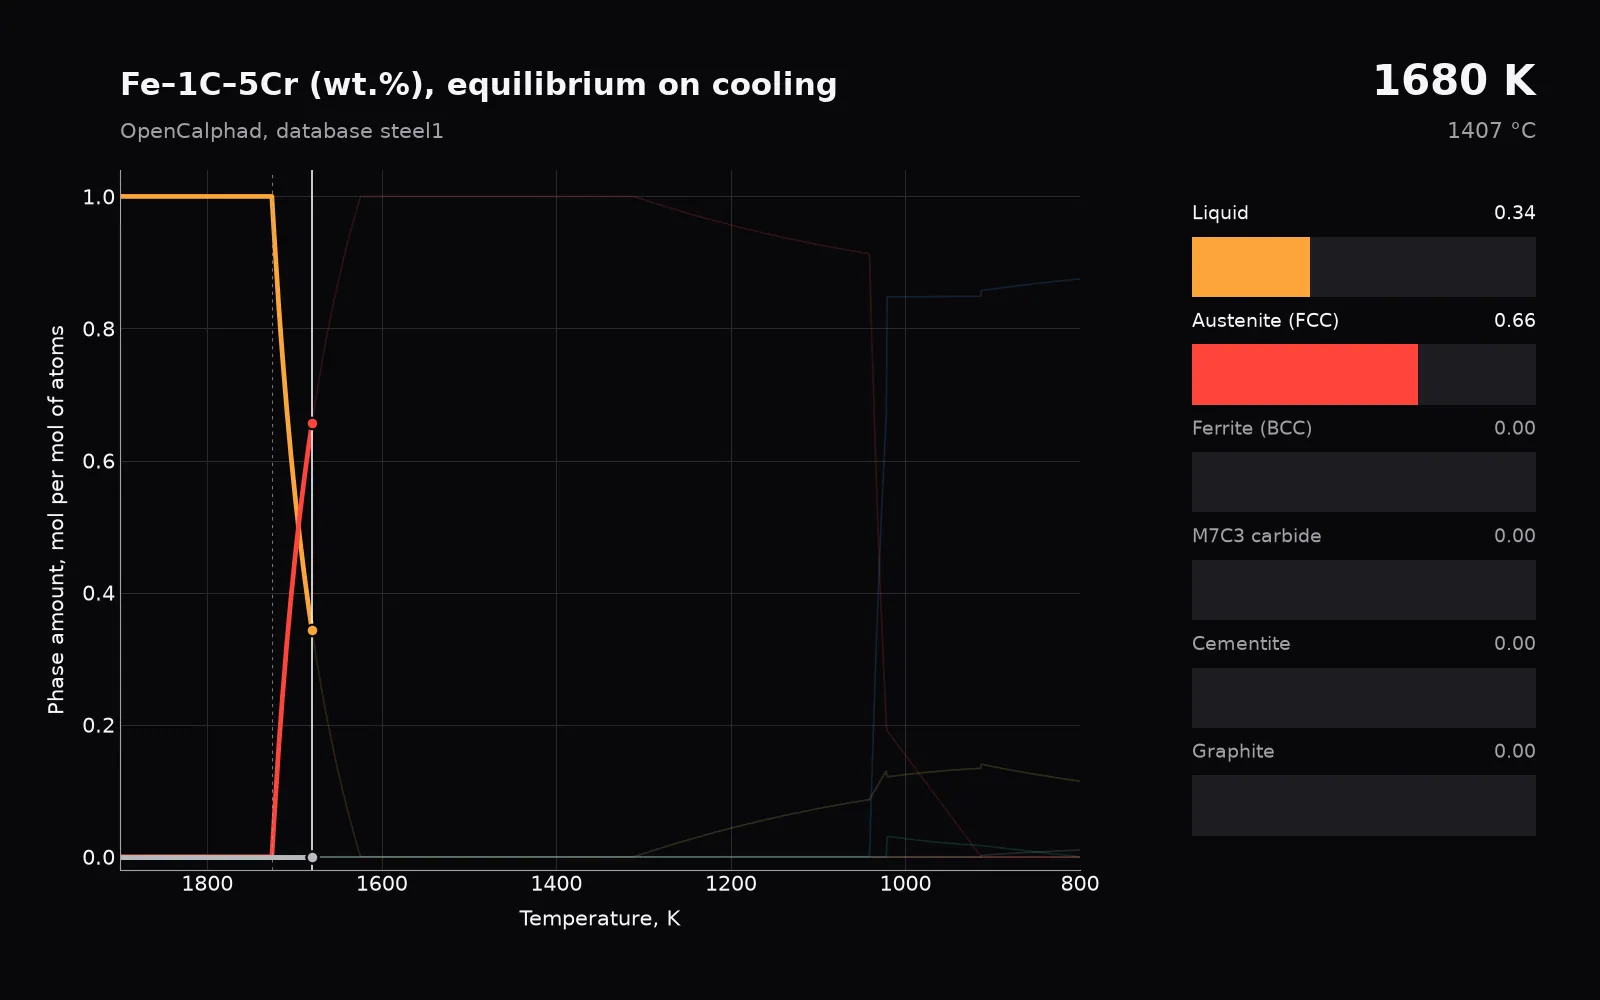 Fe–1C–5Cr (wt.%), equilibrium on cooling
OpenCalphad, database steel1
1680 K
1407 °C
Phase amount, mol per mol of atoms
1.0
0.8
0.6
0.4
0.2
0.0
1800
1600
1400
1200
1000
800
Temperature, K
Liquid 0.34
Austenite (FCC) 0.66
Ferrite (BCC) 0.00
M7C3 carbide 0.00
Cementite 0.00
Graphite 0.00